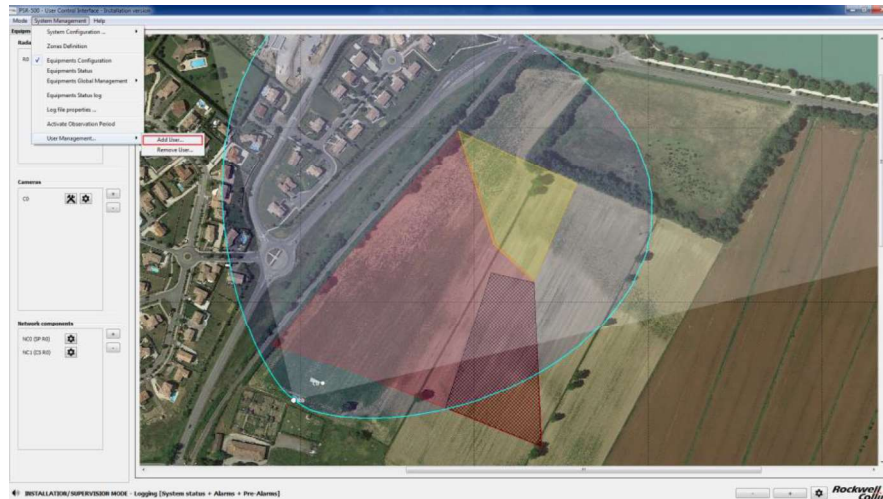 PSR-500 - User Control Interface - Installation version
Mode System Management Help
System Configuration ...
Zones Definition
Equipments Configuration
Equipments Status
Equipments Global Management
Equipments Status log
Log file properties ...
Activate Observation Period
User Management...
Add User...
Remove User...
Cameras
C0
Network components
NC0 (SP R0)
NC1 (CS R0)
INSTALLATION/SUPERVISION MODE - Logging [System status + Alarms + Pre-Alarms]
Rockwell